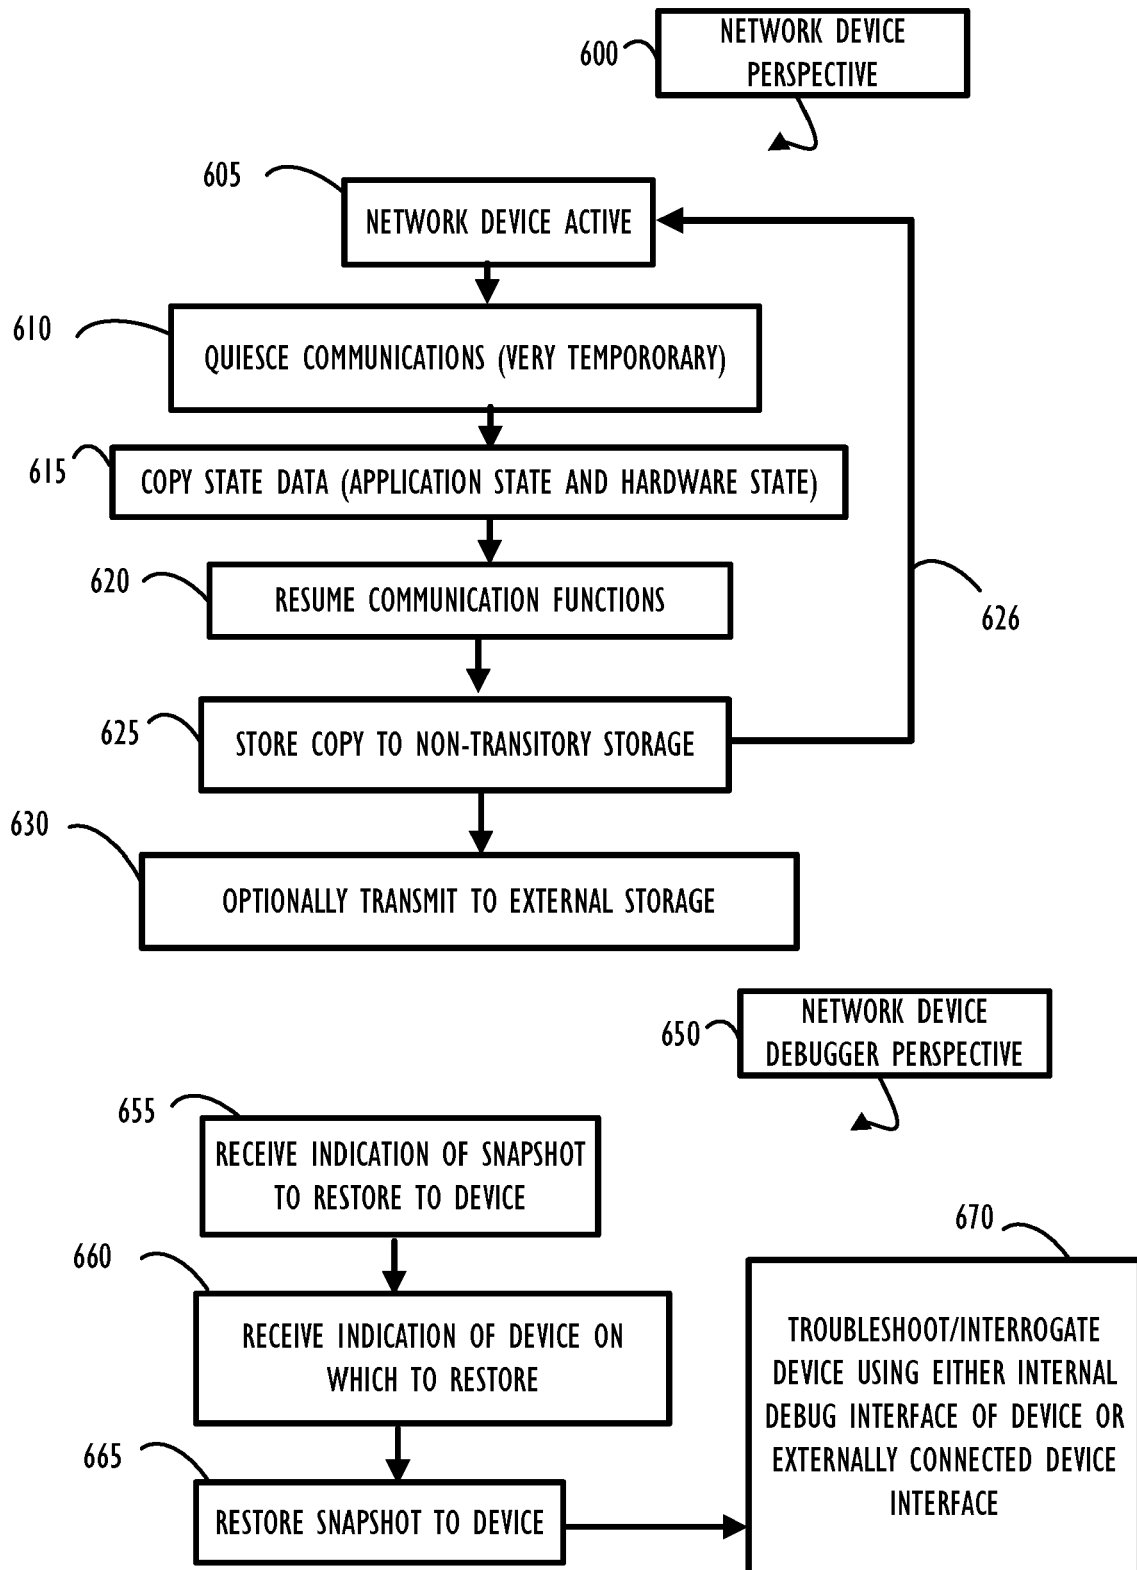 600
NETWORK DEVICE
PERSPECTIVE
605
NETWORK DEVICE ACTIVE
610
QUIESCE COMMUNICATIONS (VERY TEMPORORARY)
615
COPY STATE DATA (APPLICATION STATE AND HARDWARE STATE)
620
RESUME COMMUNICATION FUNCTIONS
626
625
STORE COPY TO NON-TRANSITORY STORAGE
630
OPTIONALLY TRANSMIT TO EXTERNAL STORAGE
650
NETWORK DEVICE
DEBUGGER PERSPECTIVE
655
RECEIVE INDICATION OF SNAPSHOT
TO RESTORE TO DEVICE
660
RECEIVE INDICATION OF DEVICE ON
WHICH TO RESTORE
665
RESTORE SNAPSHOT TO DEVICE
670
TROUBLESHOOT/INTERROGATE
DEVICE USING EITHER INTERNAL
DEBUG INTERFACE OF DEVICE OR
EXTERNALLY CONNECTED DEVICE
INTERFACE